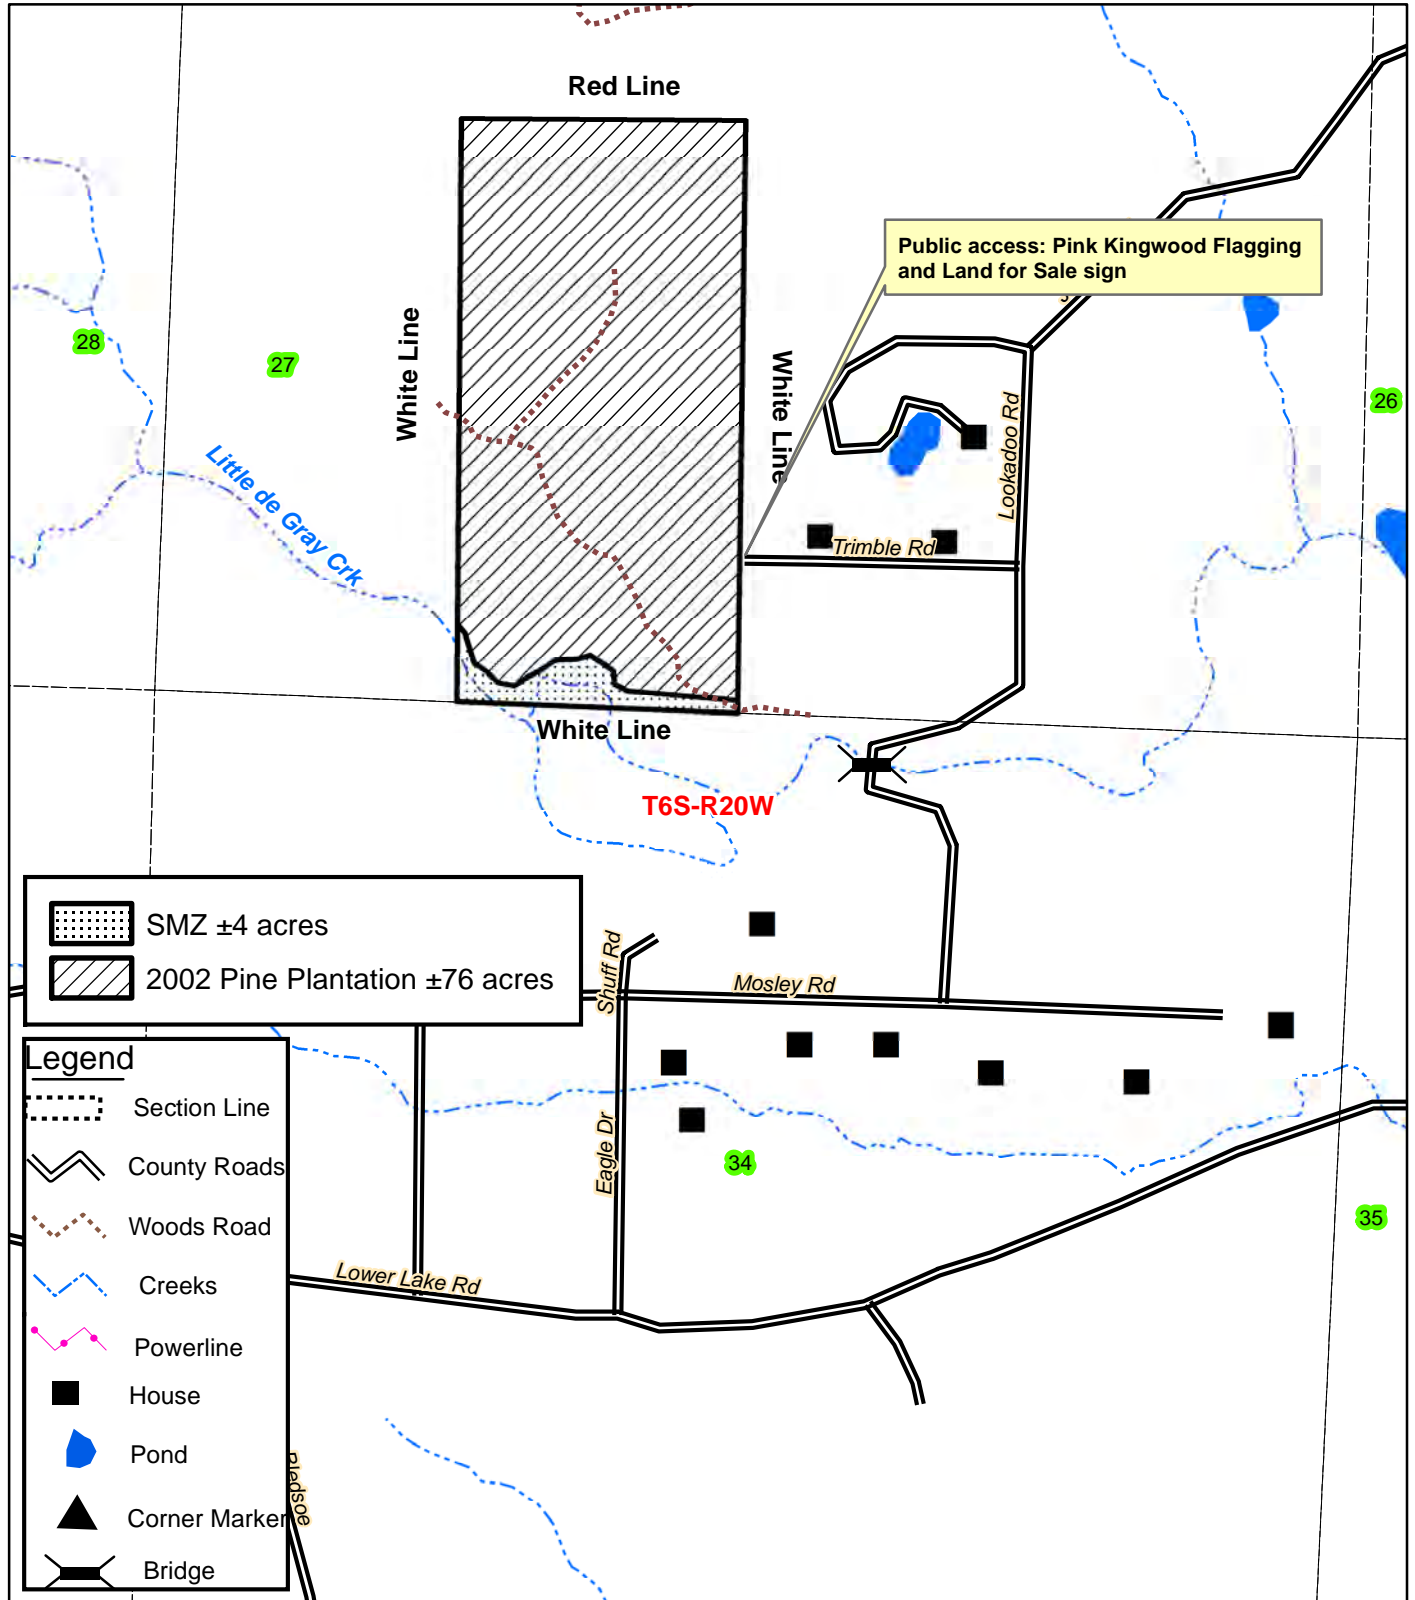 Red Line
Public access: Pink Kingwood Flagging
and Land for Sale sign
White Line
White Line
28
27
26
Lookadoo Rd
Little de Gray Crk
Trimble Rd
White Line
T6S-R20W
SMZ ±4 acres
2002 Pine Plantation ±76 acres
Shuff Rd
Mosley Rd
Eagle Dr
34
35
Lower Lake Rd
Bledsoe
Legend
Section Line
County Roads
Woods Road
Creeks
Powerline
House
Pond
Corner Marker
Bridge